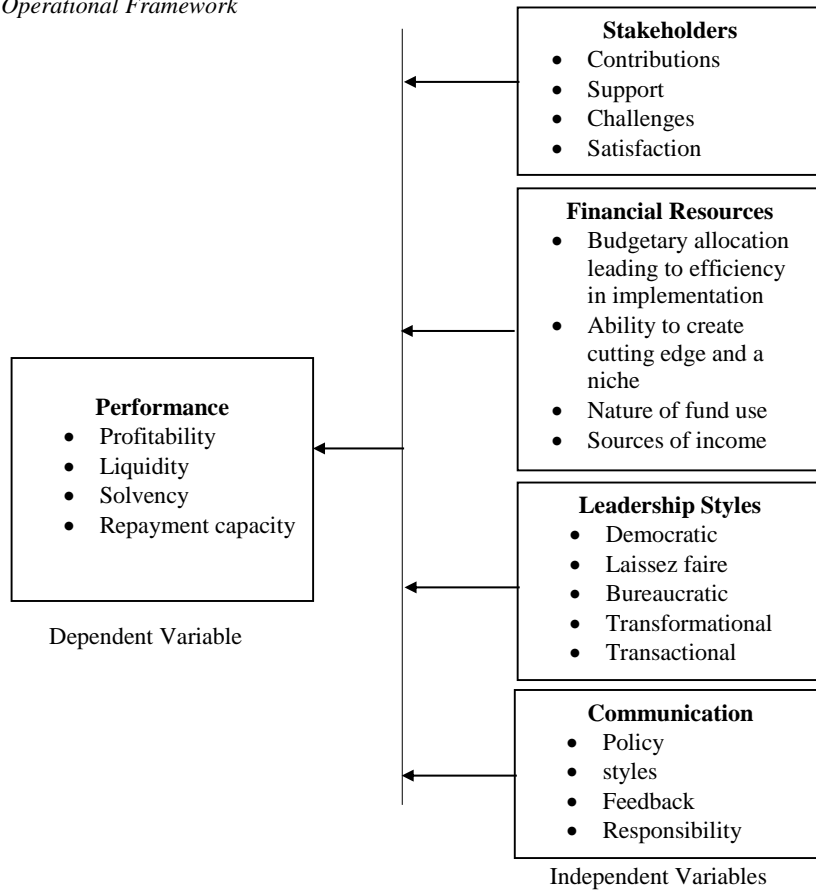 Operational Framework
Stakeholders
• Contributions
• Support
• Challenges
• Satisfaction
Financial Resources
• Budgetary allocation
leading to efficiency
in implementation
• Ability to create
cutting edge and a
niche
• Nature of fund use
• Sources of income
Performance
• Profitability
• Liquidity
• Solvency
• Repayment capacity
Dependent Variable
Leadership Styles
• Democratic
• Laissez faire
• Bureaucratic
• Transformational
• Transactional
Communication
• Policy
• styles
• Feedback
• Responsibility
Independent Variables